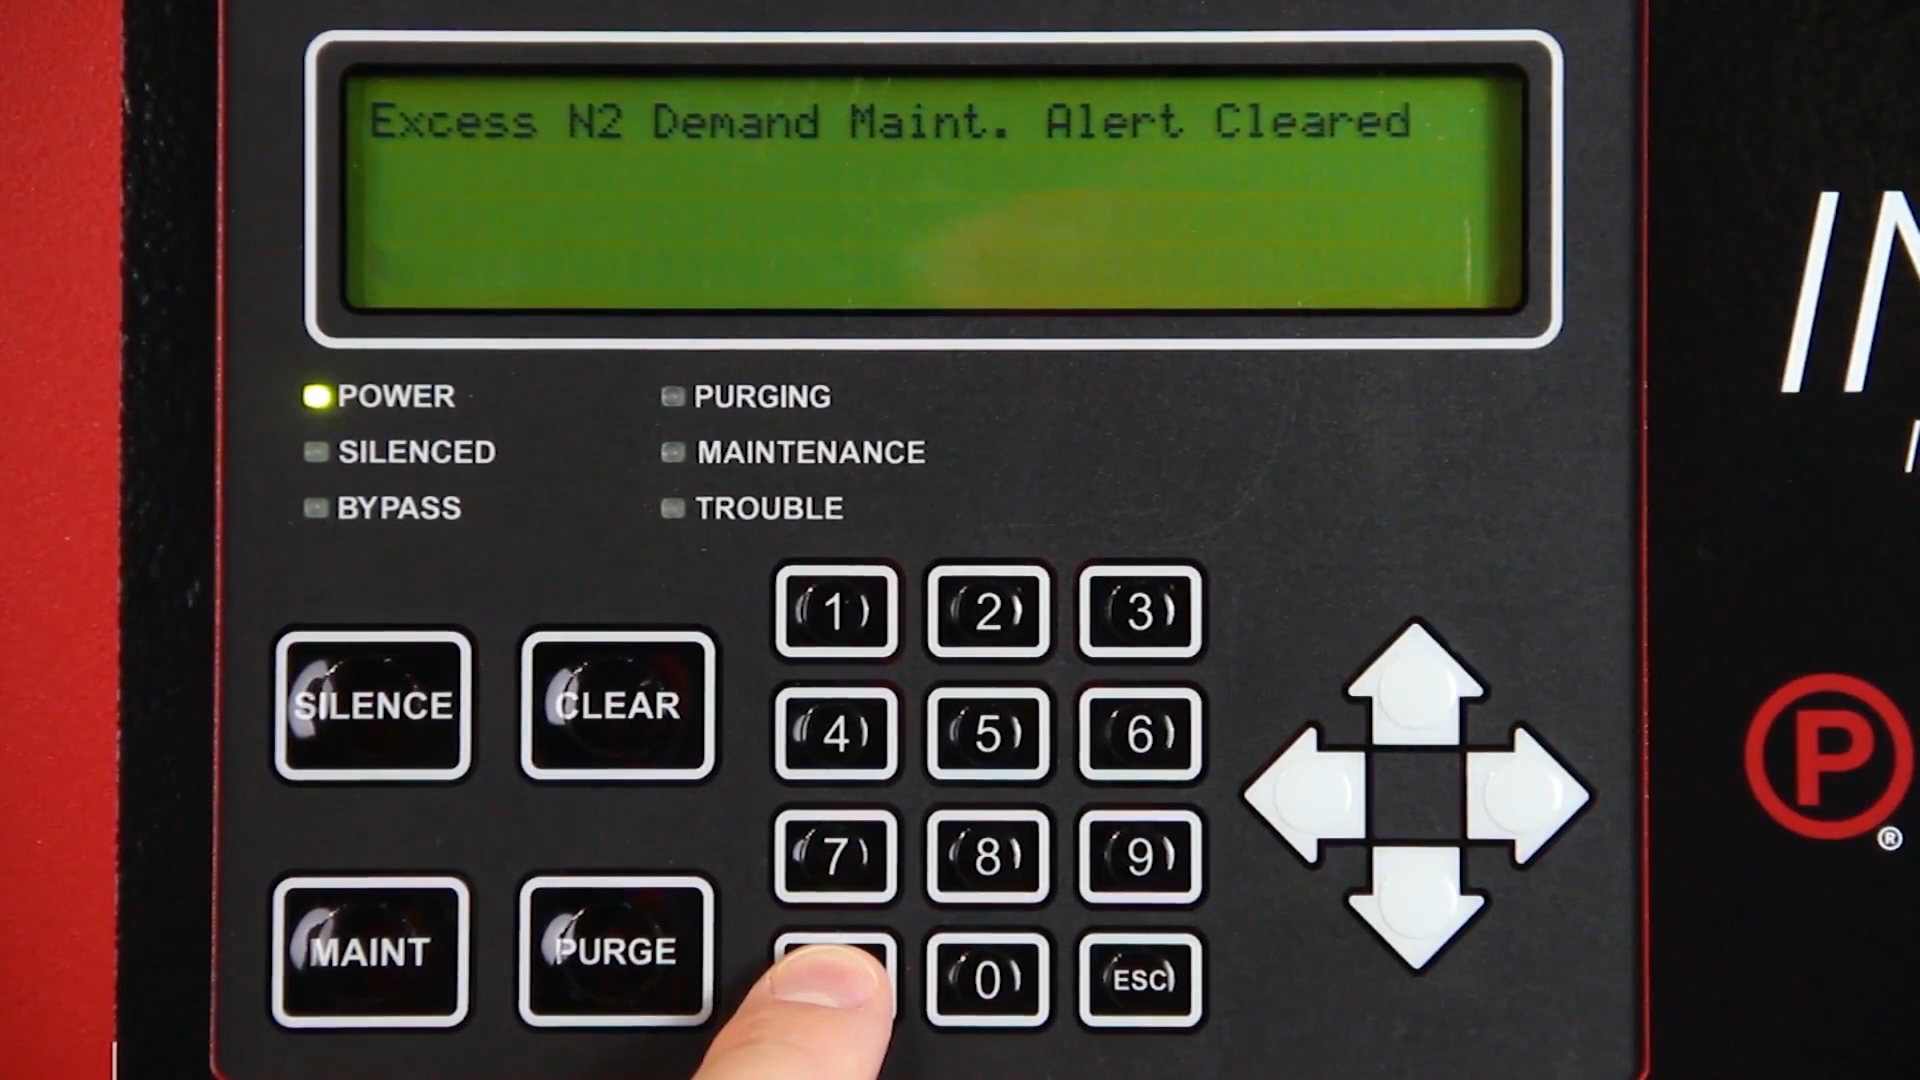 Excess N2 Demand Maint. Alert Cleared
POWER
PURGING
SILENCED
MAINTENANCE
BYPASS
TROUBLE
1 2 3
SILENCE CLEAR
4 5 6
7 8 9
MAINT PURGE
0 ESC
P
®